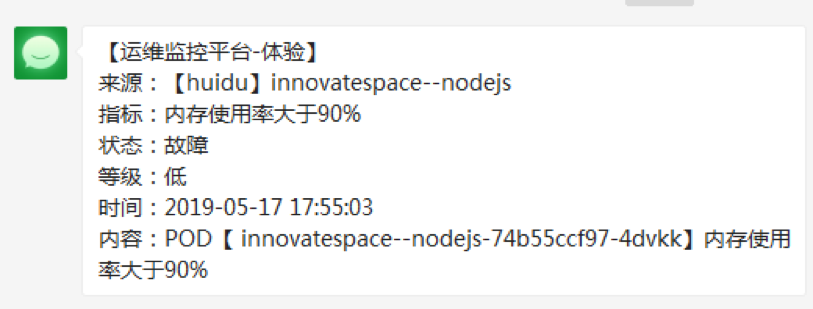 【运维监控平台-体验】
来源：【huidu】innovatespace--nodejs
指标：内存使用率大于90%
状态：故障
等级：低
时间：2019-05-17 17:55:03
内容：POD【 innovatespace--nodejs-74b55ccf97-4dvkk】内存使用
率大于90%